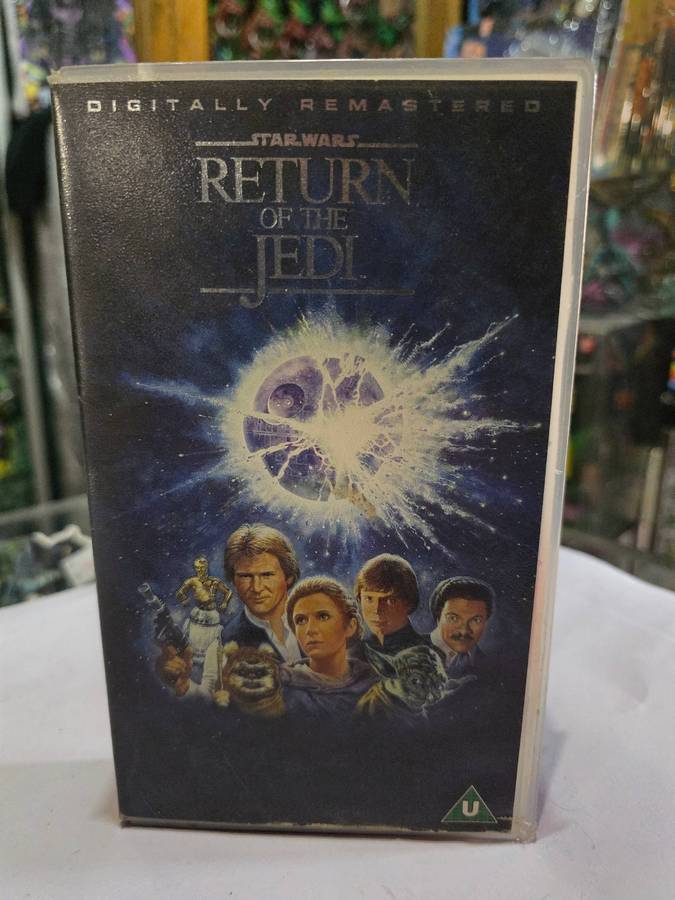 DIGITALLY REMASTERED
STAR WARS
RETURN
OF THE
JEDI
U